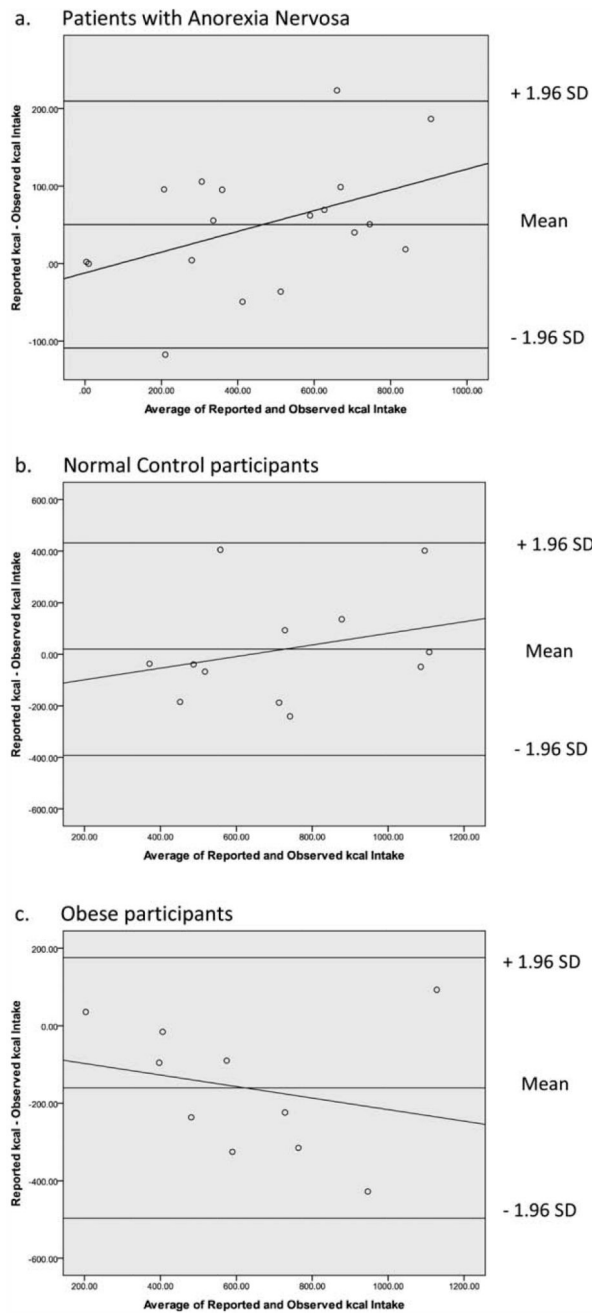 a. Patients with Anorexia Nervosa
+ 1.96 SD
200.00
100.00
Mean
.00
-100.00
- 1.96 SD
Reported kcal - Observed kcal Intake
.00 200.00 400.00 600.00 800.00 1000.00
Average of Reported and Observed kcal Intake
b. Normal Control participants
600.00
+ 1.96 SD
400.00
200.00
Mean
0.00
-200.00
- 1.96 SD
-400.00
-600.00
Reported kcal - Observed kcal Intake
200.00 400.00 600.00 800.00 1000.00 1200.00
Average of Reported and Observed kcal Intake
c. Obese participants
200.00
+ 1.96 SD
0.00
Mean
-200.00
-400.00
- 1.96 SD
-600.00
Reported kcal - Observed kcal Intake
200.00 400.00 600.00 800.00 1000.00 1200.00
Average of Reported and Observed kcal Intake